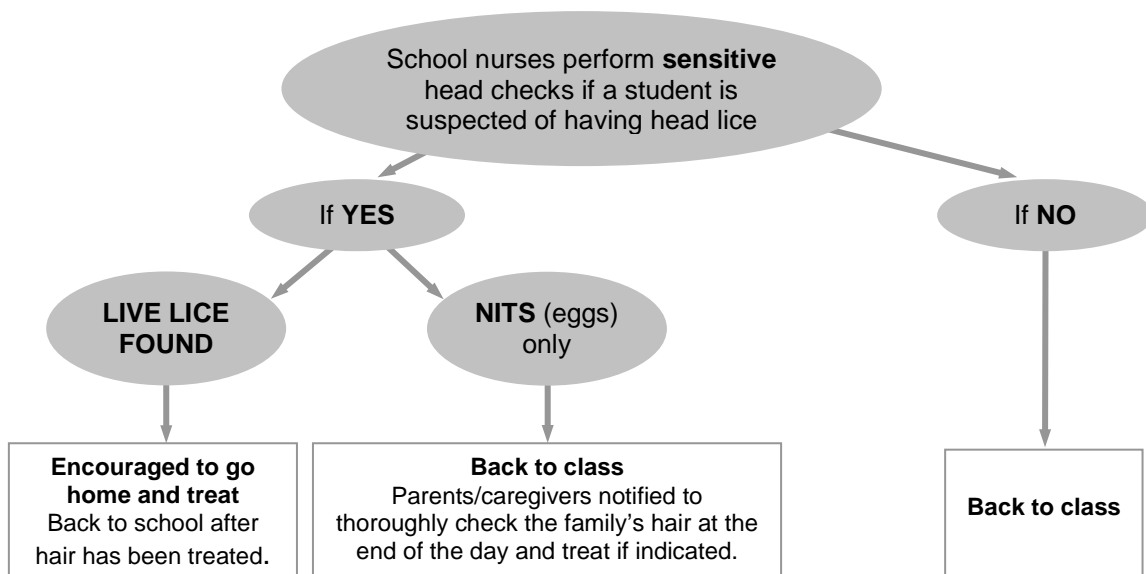 School nurses perform sensitive
head checks if a student is
suspected of having head lice
If YES
If NO
LIVE LICE
FOUND
NITS (eggs)
only
Encouraged to go
home and treat
Back to school after
hair has been treated.
Back to class
Parents/caregivers notified to
thoroughly check the family’s hair at the
end of the day and treat if indicated.
Back to class